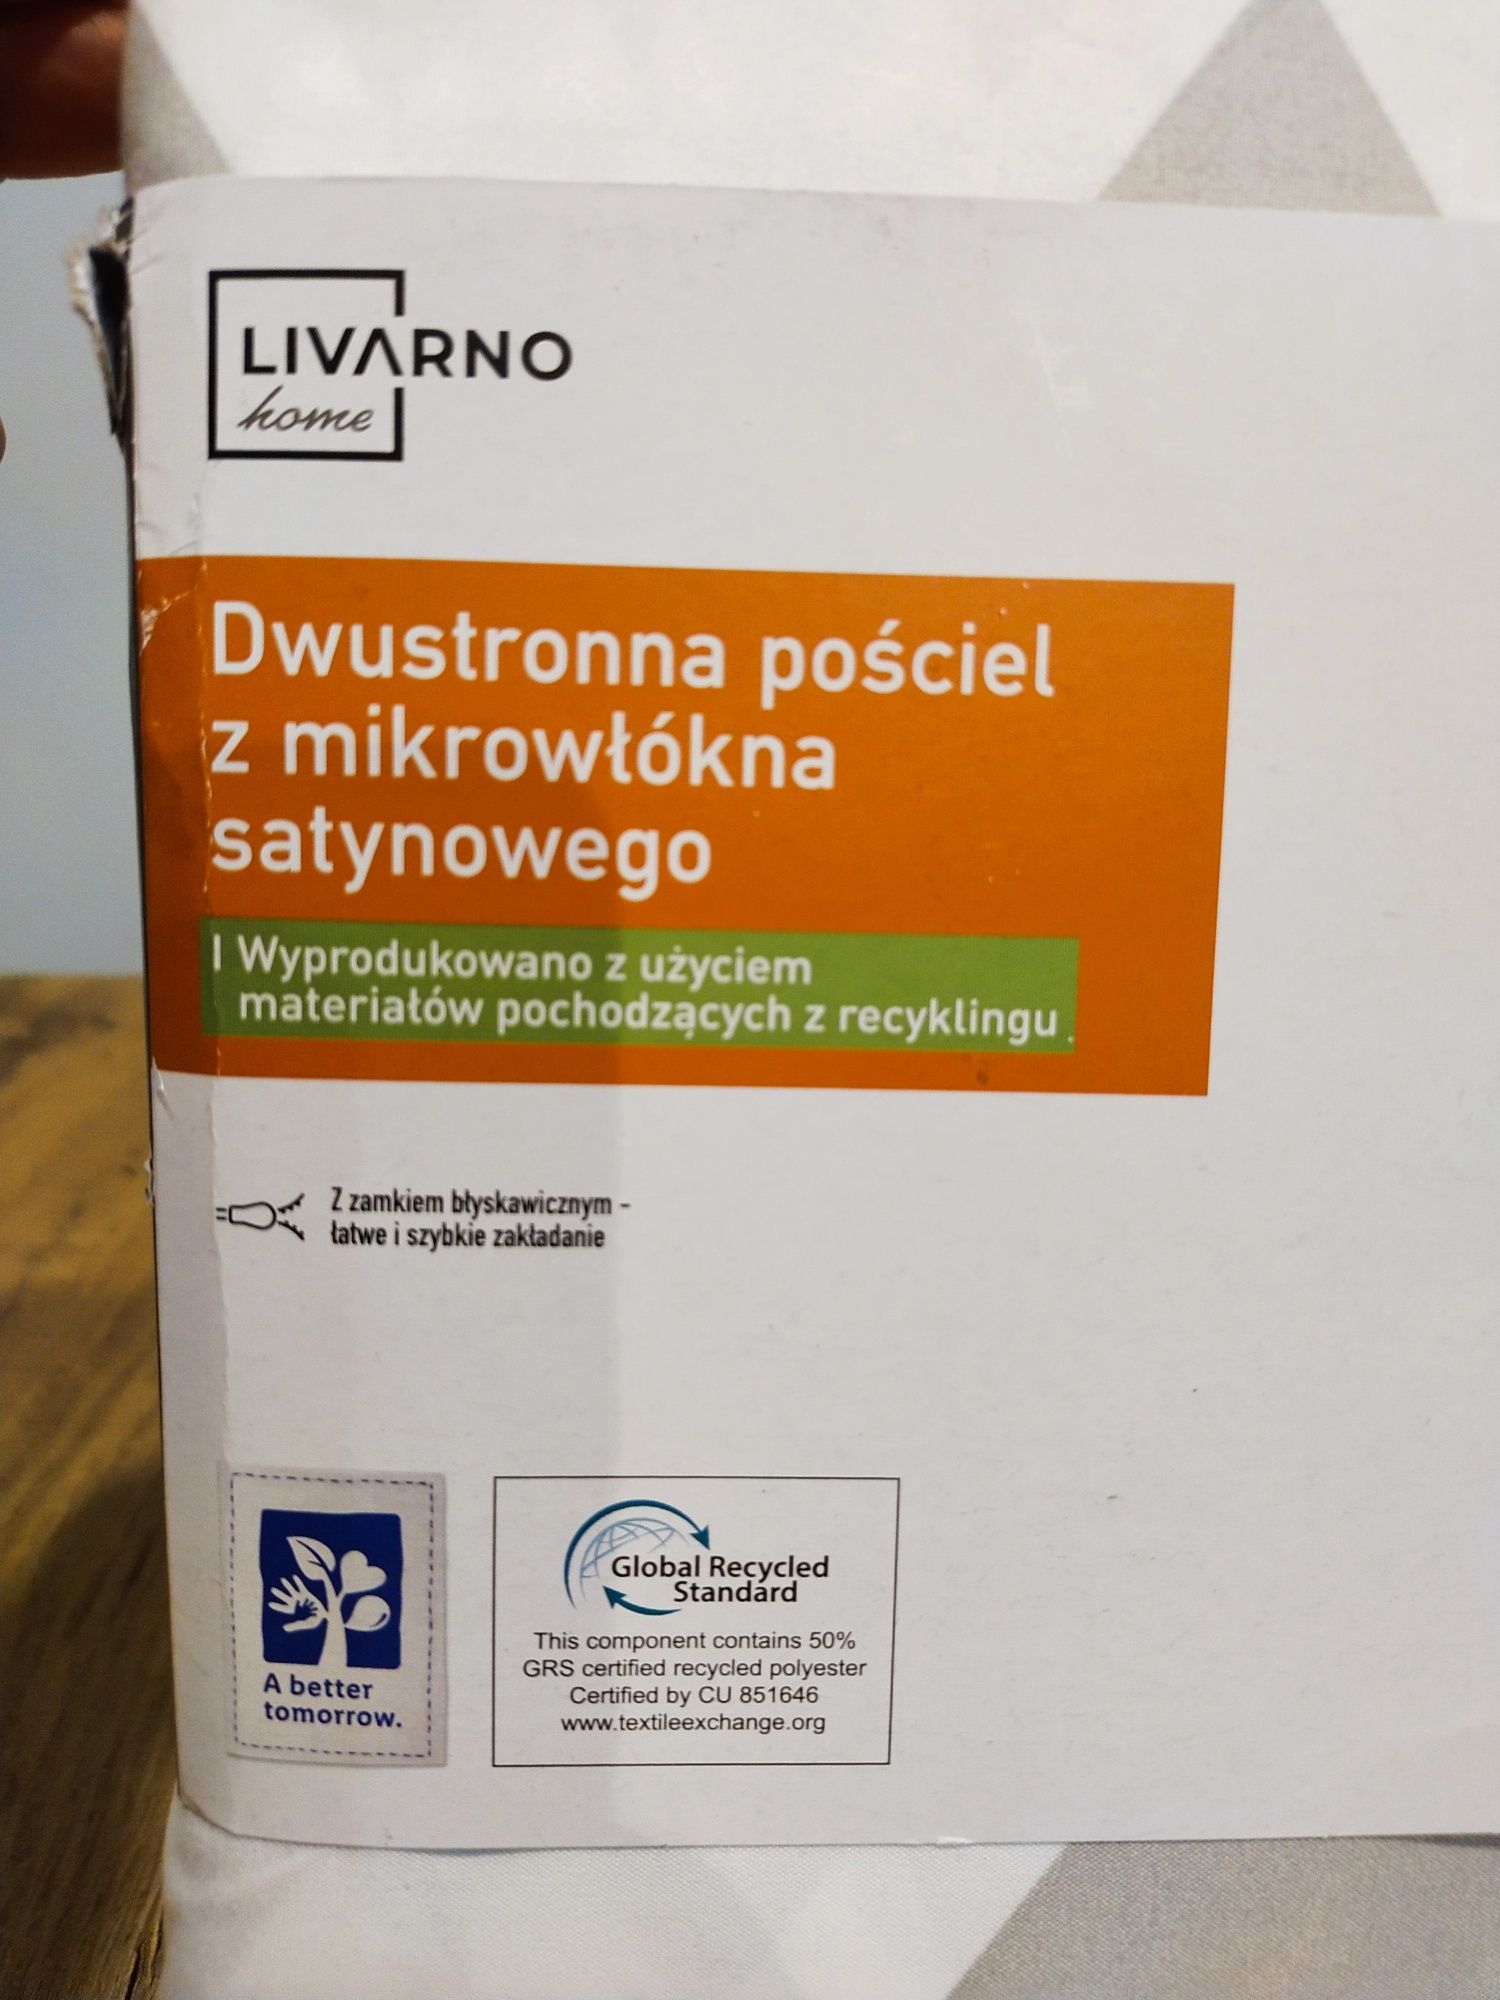 LIVARNO
home
Dwustronna pościel
z mikrowłókna
satynowego
| Wyprodukowano z użyciem
materiałów pochodzących z recyklingu
Z zamkiem błyskawicznym -
łatwe i szybkie zakładanie
A better
tomorrow.
Global Recycled
Standard
This component contains 50%
GRS certified recycled polyester
Certified by CU 851646
www.textileexchange.org